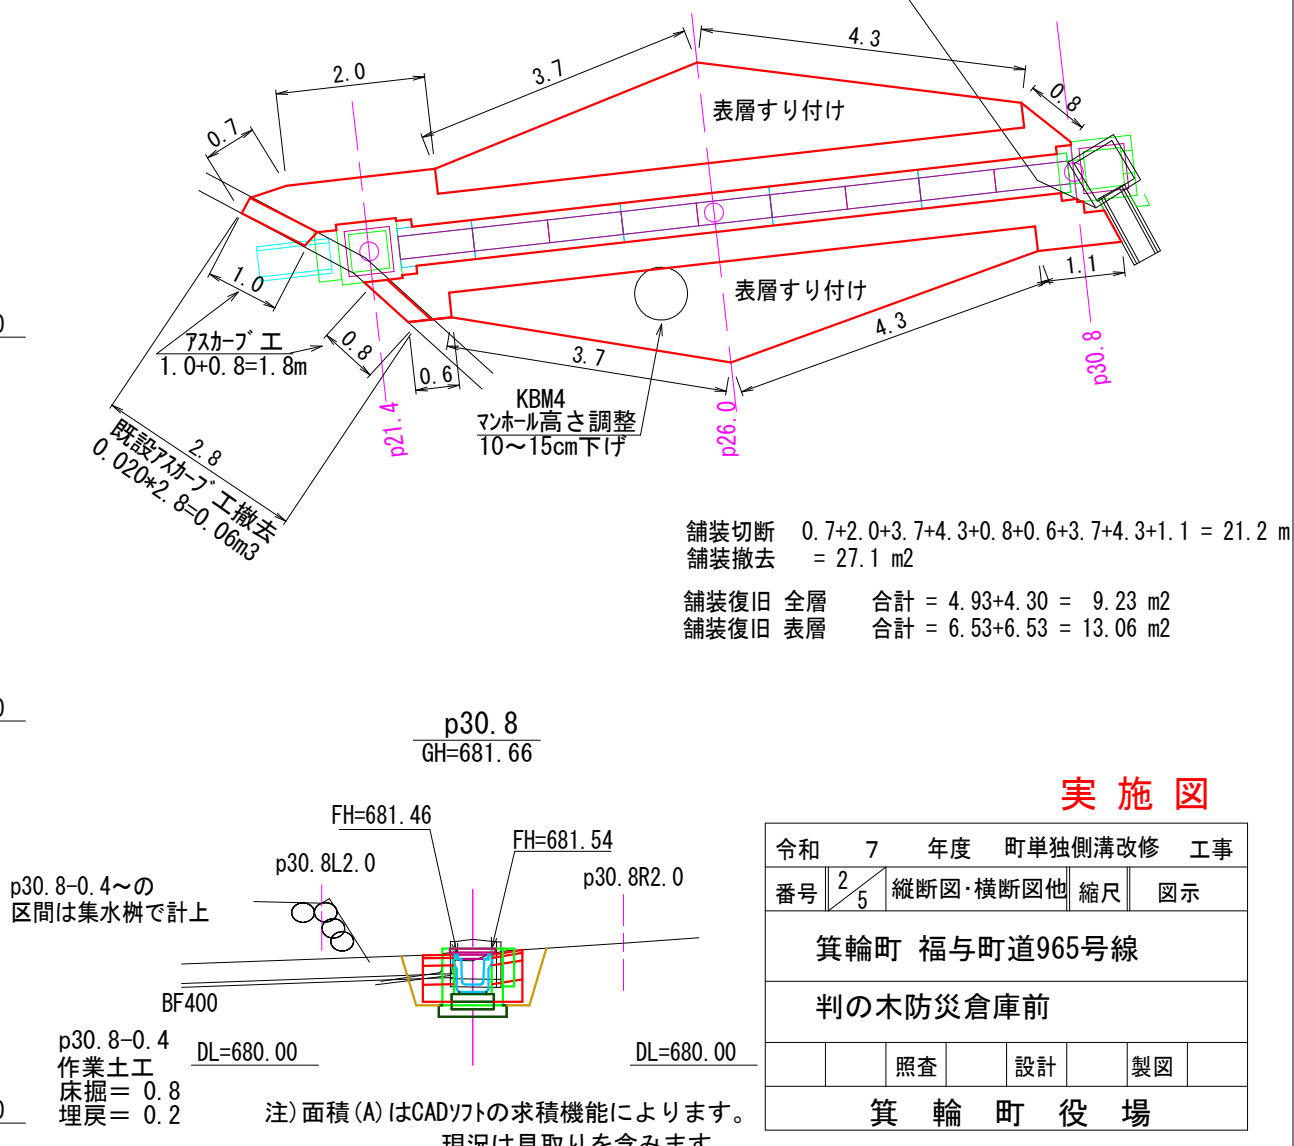 4.3
3.7
2.0
0.8
0.7
表層すり付け
表層すり付け
1.0
1.1
4.3
アスカーブ工
1.0+0.8=1.8m
0.8
3.7
0.6
p30.8
KBM4
マンホール高さ調整
10～15cm下げ
p21.4
p26.0
2.8
既設アスカーブ工撤去
0.020*2.8=0.06m3
舗装切断 0.7+2.0+3.7+4.3+0.8+0.6+3.7+4.3+1.1 = 21.2 m
舗装撤去 = 27.1 m2
舗装復旧 全層 合計 = 4.93+4.30 = 9.23 m2
舗装復旧 表層 合計 = 6.53+6.53 = 13.06 m2
p30.8
GH=681.66
実施図
FH=681.46
FH=681.54
p30.8L2.0
p30.8R2.0
p30.8-0.4～の
区間は集水桝で計上
BF400
p30.8-0.4
作業土工
床掘＝ 0.8
埋戻＝ 0.2
DL=680.00
DL=680.00
令和 7 年度 町単独側溝改修 工事
番号 2/5 縦断図･横断図他 縮尺 図示
箕輪町 福与町道965号線
判の木防災倉庫前
照査 設計 製図
箕輪町役場
注)面積(A)はCADソフトの求積機能によります。
現況は見取りを含みます